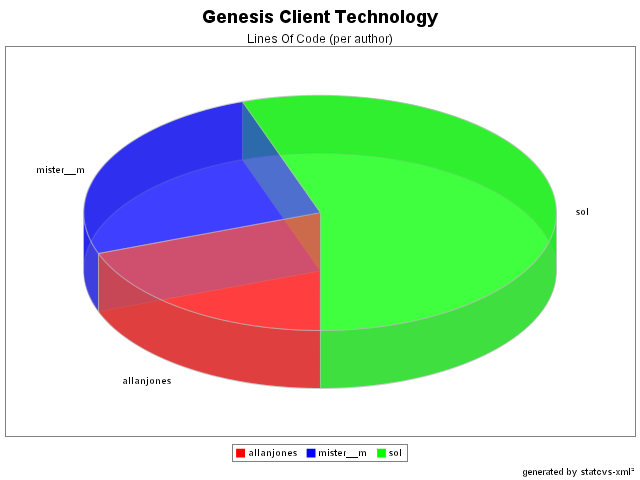 Genesis Client Technology
Lines Of Code (per author)
mister__m
sol
allanjones
allanjones mister__m sol
generated by statcvs-xml²